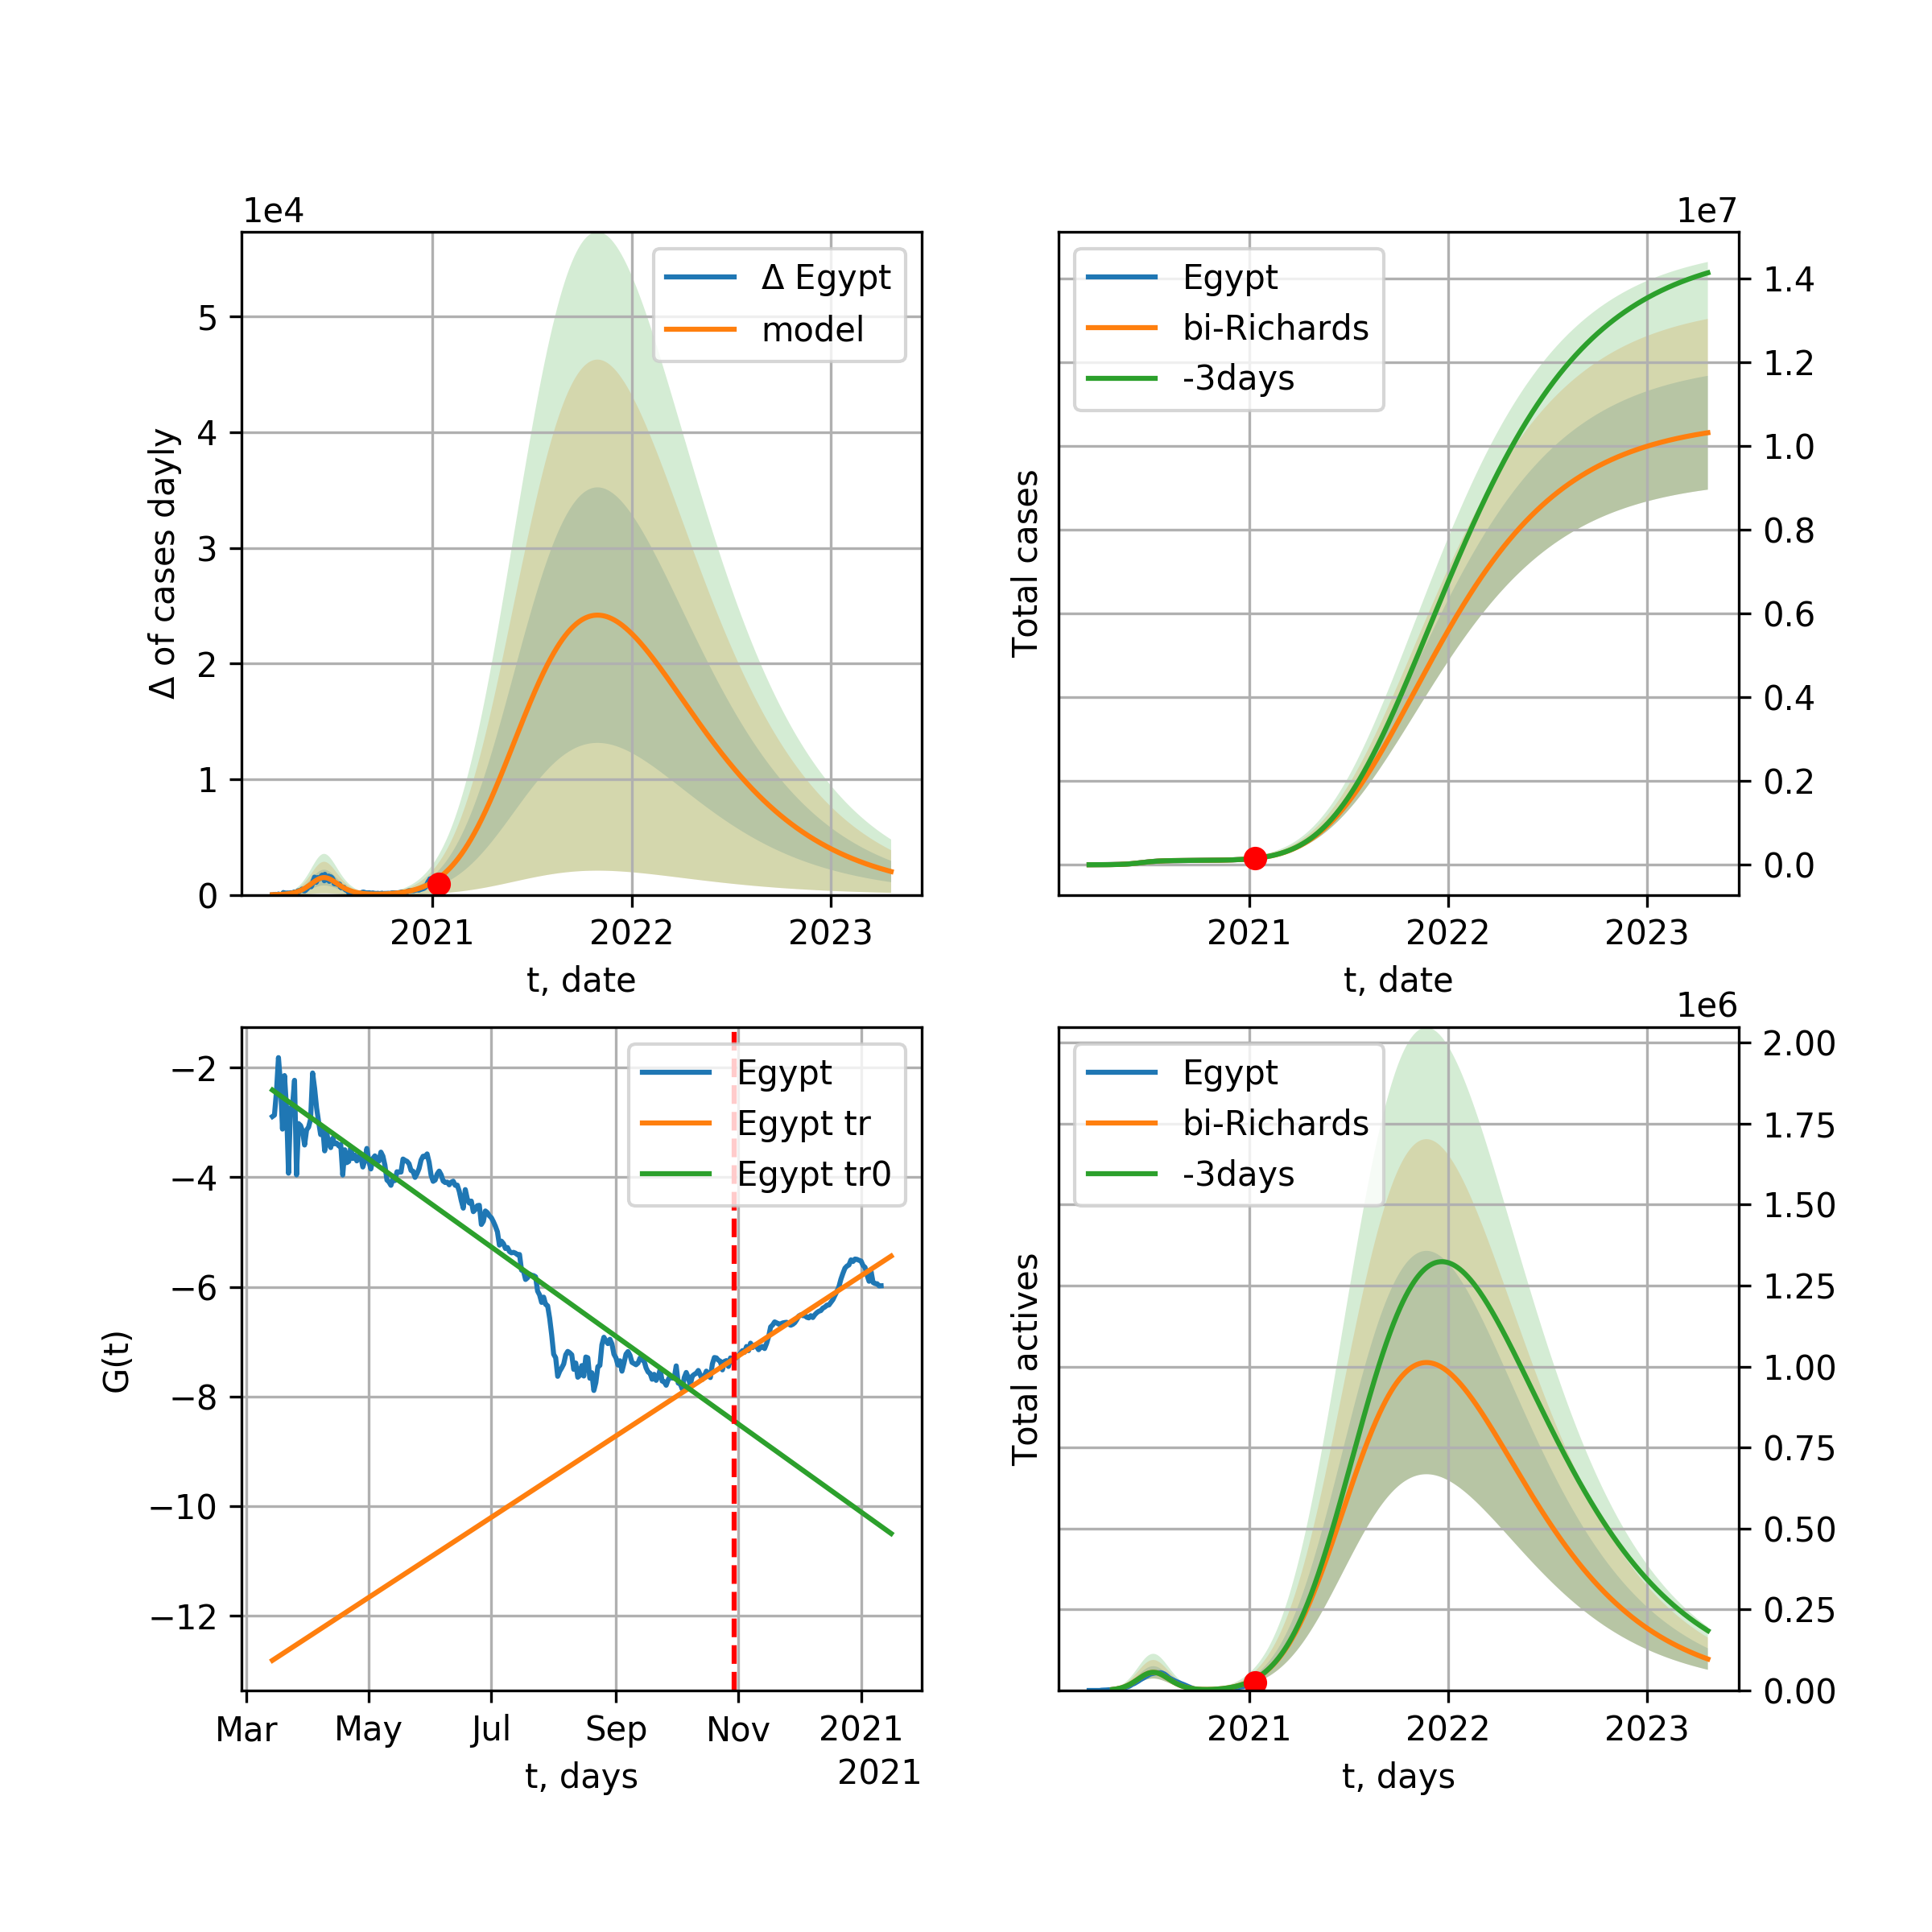 1e4
Δ Egypt
model
5
4
3
2
1
0
Δ of cases dayly
2021 2022 2023
t, date
1e7
Egypt
bi-Richards
-3days
1.4
1.2
1.0
0.8
0.6
0.4
0.2
0.0
Total cases
2021 2022 2023
t, date
Egypt
Egypt tr
Egypt tr0
−2
−4
−6
−8
−10
−12
G(t)
Mar May Jul Sep Nov 2021
t, days
2021
1e6
Egypt
bi-Richards
-3days
2.00
1.75
1.50
1.25
1.00
0.75
0.50
0.25
0.00
Total actives
2021 2022 2023
t, days